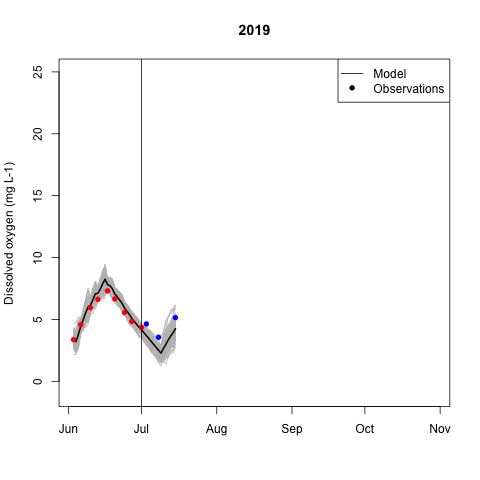 2019
Model
Observations
Dissolved oxygen (mg L-1)
25
20
15
10
5
0
Jun Jul Aug Sep Oct Nov